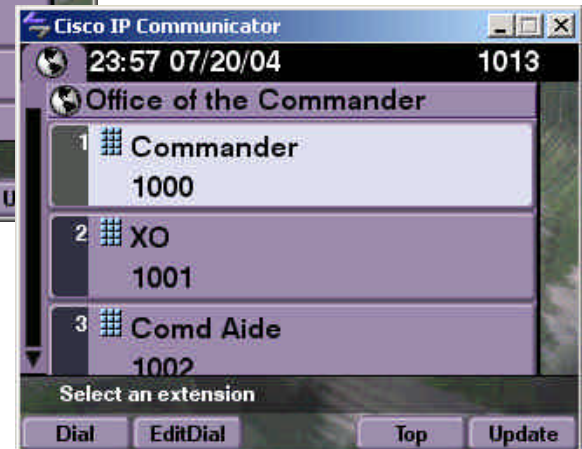 Cisco IP Communicator
23:57 07/20/04 1013
Office of the Commander
1 Commander
1000
2 XO
1001
3 Comd Aide
1002
Select an extension
Dial EditDial Top Update
U